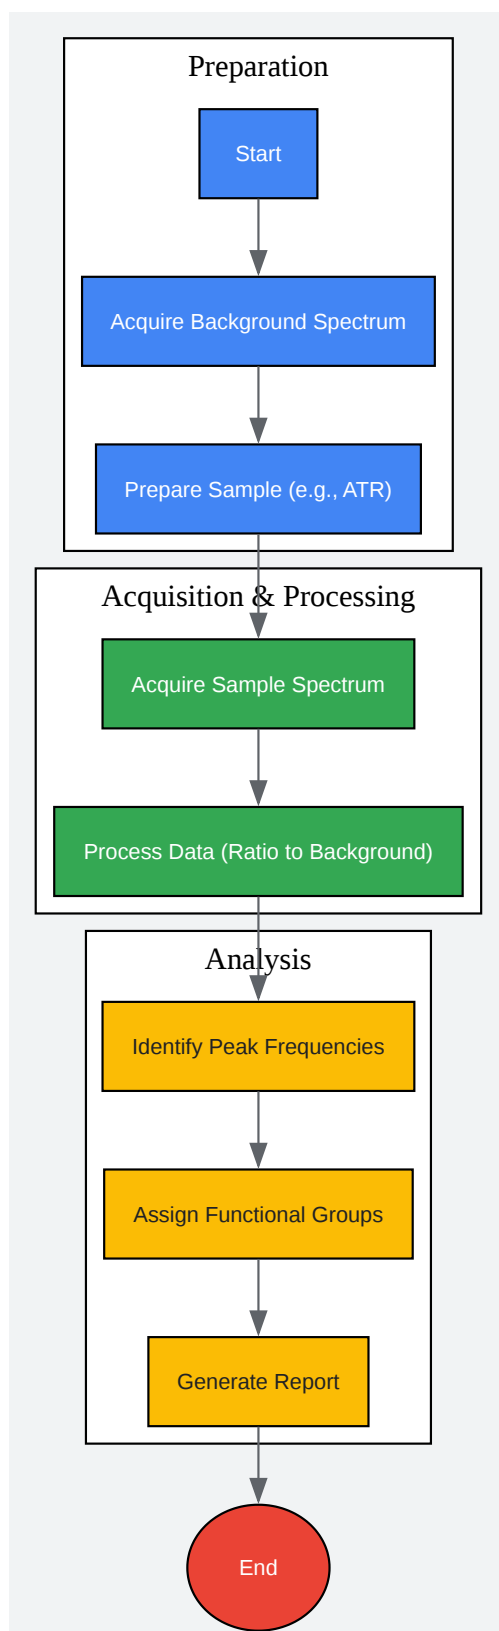 Preparation
Start
Acquire Background Spectrum
Prepare Sample (e.g., ATR)
Acquisition & Processing
Acquire Sample Spectrum
Process Data (Ratio to Background)
Analysis
Identify Peak Frequencies
Assign Functional Groups
Generate Report
End